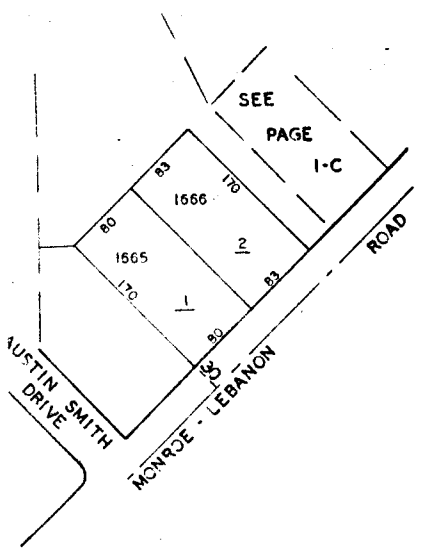 SEE
PAGE
1-C
83
170
1666
80
2
1665
ROAD
83
170
1
80
30
AUSTIN SMITH
DRIVE
MONROE - LEBANON